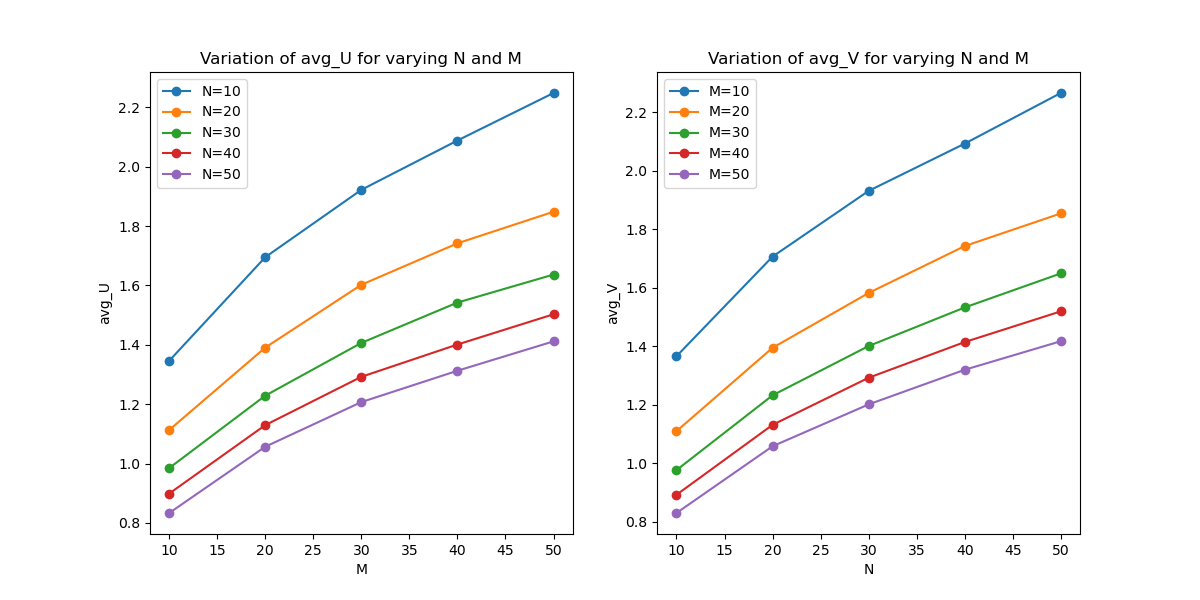 Variation of avg_U for varying N and M
N=10
N=20
N=30
N=40
N=50
2.2
2.0
1.8
1.6
1.4
1.2
1.0
0.8
avg_U
10 15 20 25 30 35 40 45 50
M
Variation of avg_V for varying N and M
M=10
M=20
M=30
M=40
M=50
2.2
2.0
1.8
1.6
1.4
1.2
1.0
0.8
avg_V
10 15 20 25 30 35 40 45 50
N